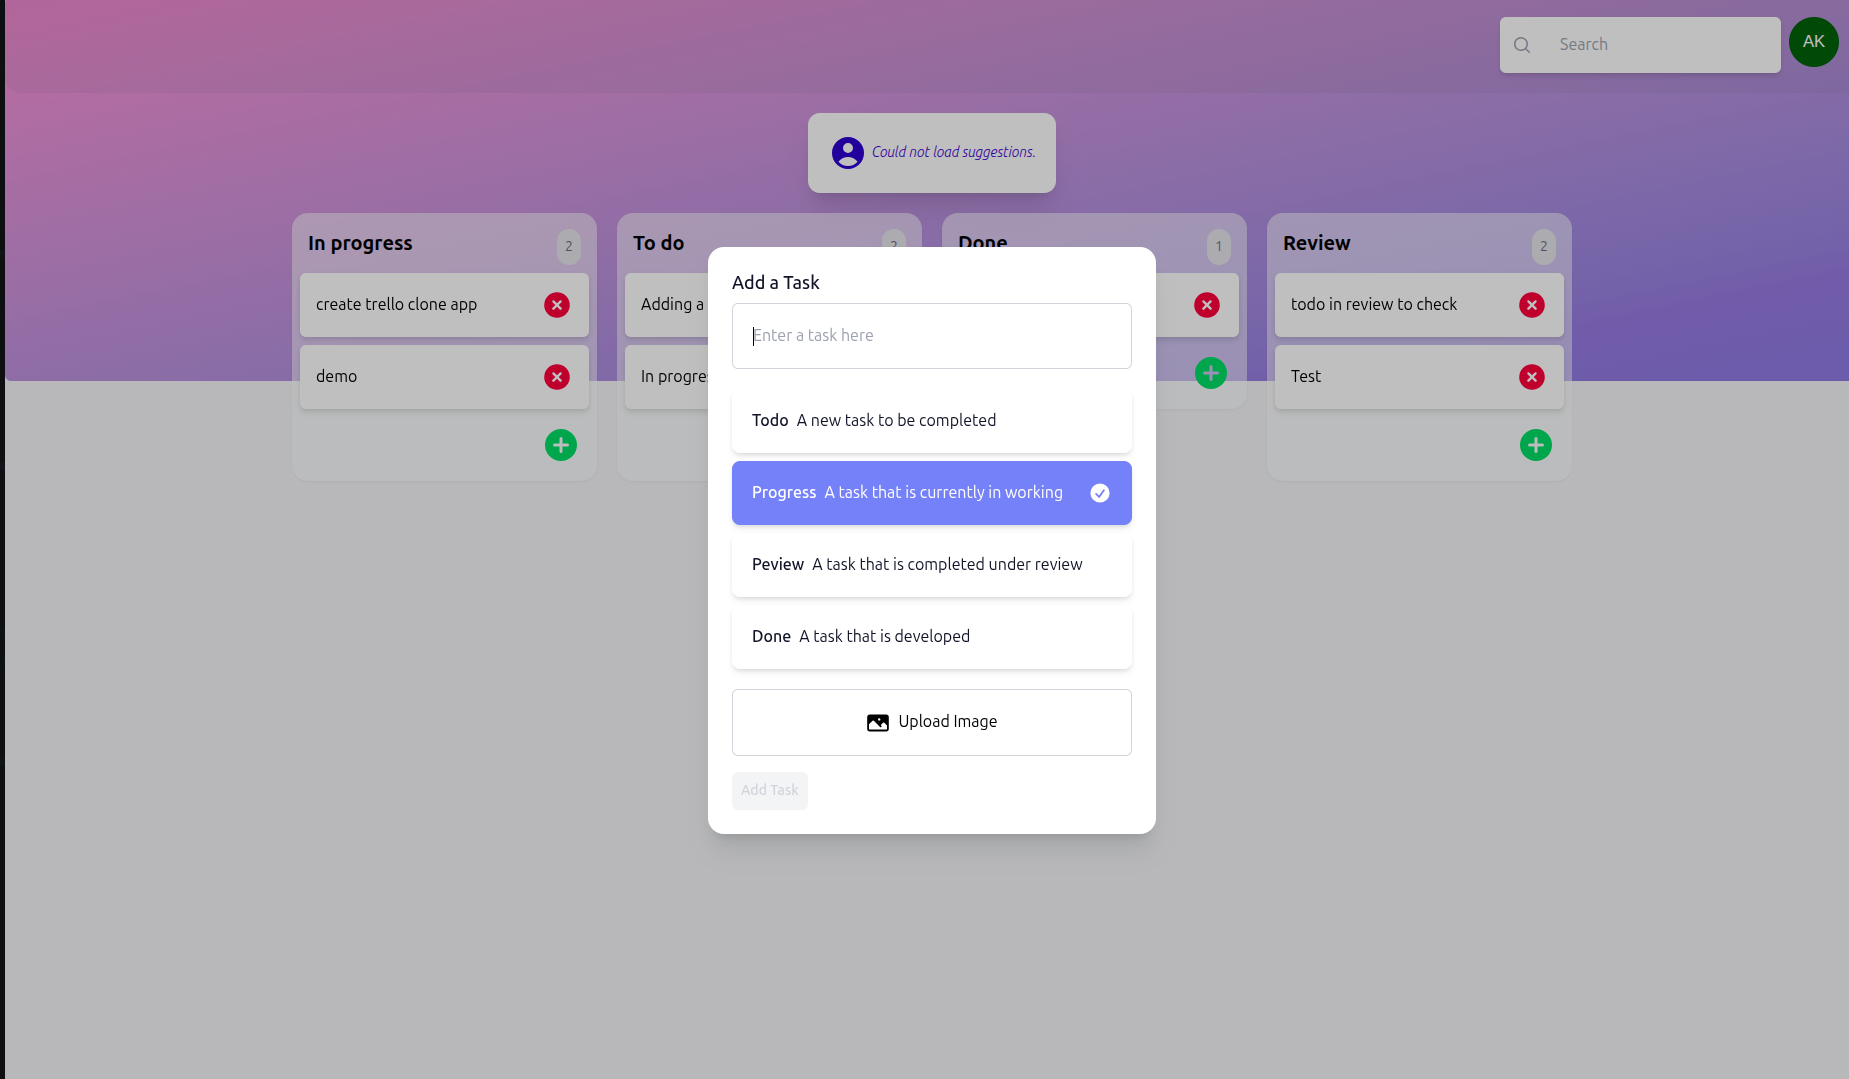 Search
AK
Could not load suggestions.
In progress
2
create trello clone app
demo
To do
2
Adding a
In progre
Done
1
Review
2
todo in review to check
Test
Add a Task
Enter a task here
Todo A new task to be completed
Progress A task that is currently in working
Peview A task that is completed under review
Done A task that is developed
Upload Image
Add Task